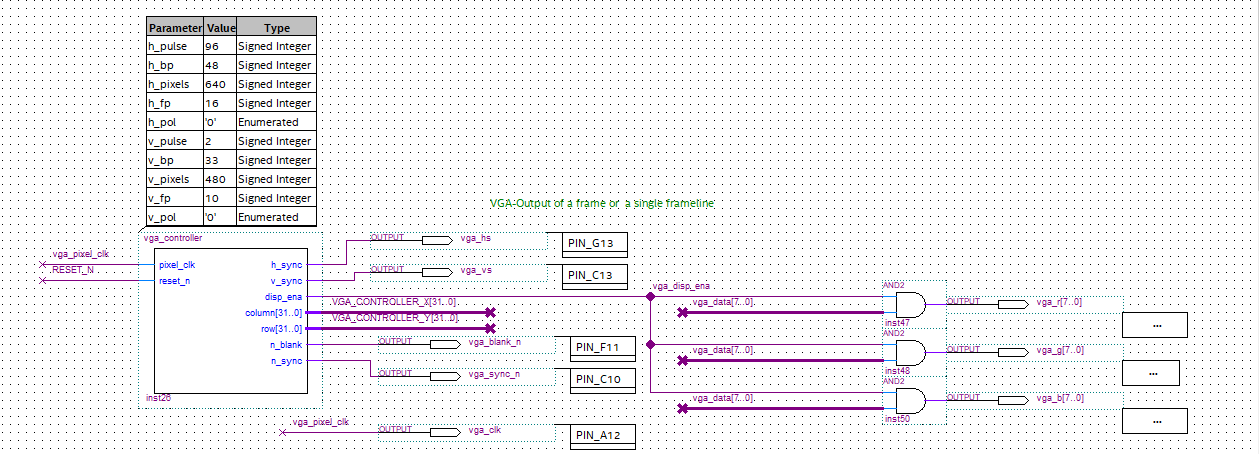 Parameter Value Type
h_pulse 96 Signed Integer
h_bp 48 Signed Integer
h_pixels 640 Signed Integer
h_fp 16 Signed Integer
h_pol '0' Enumerated
v_pulse 2 Signed Integer
v_bp 33 Signed Integer
v_pixels 480 Signed Integer
v_fp 10 Signed Integer
v_pol '0' Enumerated
VGA-Output of a frame or a single frameline
vga_controller
vga_pixel_clk
RESET_N
pixel_clk
reset_n
h_sync
v_sync
disp_ena
column[31..0]
row[31..0]
n_blank
n_sync
inst26
OUTPUT vga_hs PIN_G13
OUTPUT vga_vs PIN_C13
VGA_CONTROLLER_X[31..0]
VGA_CONTROLLER_Y[31..0]
OUTPUT vga_blank_n PIN_F11
OUTPUT vga_sync_n PIN_C10
vga_pixel_clk OUTPUT vga_clk PIN_A12
vga_disp_ena
vga_data[7..0]
AND2
inst47
OUTPUT vga_r[7..0]
...
vga_data[7..0]
AND2
inst48
OUTPUT vga_g[7..0]
...
vga_data[7..0]
AND2
inst50
OUTPUT vga_b[7..0]
...